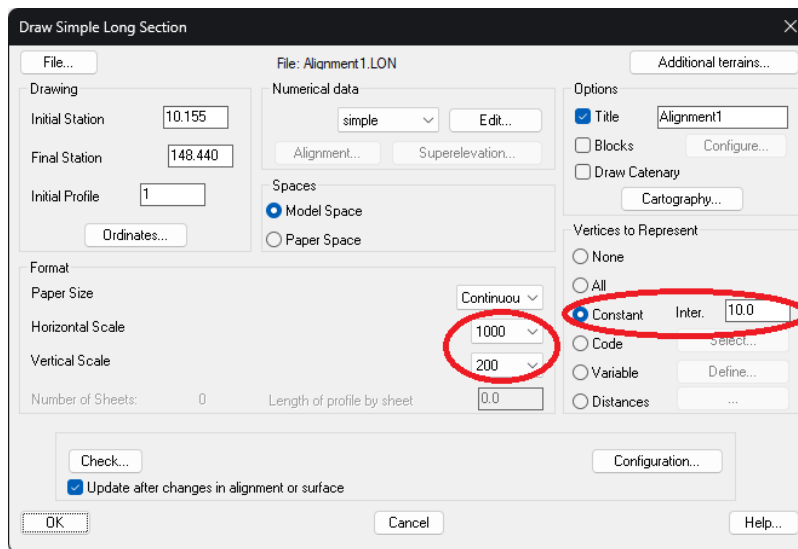 Draw Simple Long Section
File...
File: Alignment1.LON
Additional terrains...
Drawing
Initial Station 10.155
Final Station 148.440
Initial Profile 1
Ordinates...
Numerical data
simple Edit...
Alignment... Superelevation...
Spaces
Model Space
Paper Space
Options
Title Alignment1
Blocks Configure...
Draw Catenary
Cartography...
Vertices to Represent
None
All
Constant Inter. 10.0
Code Select...
Variable Define...
Distances ...
Format
Paper Size Continuou
Horizontal Scale 1000
Vertical Scale 200
Number of Sheets: 0 Length of profile by sheet 0.0
Check... Configuration...
Update after changes in alignment or surface
OK Cancel Help...